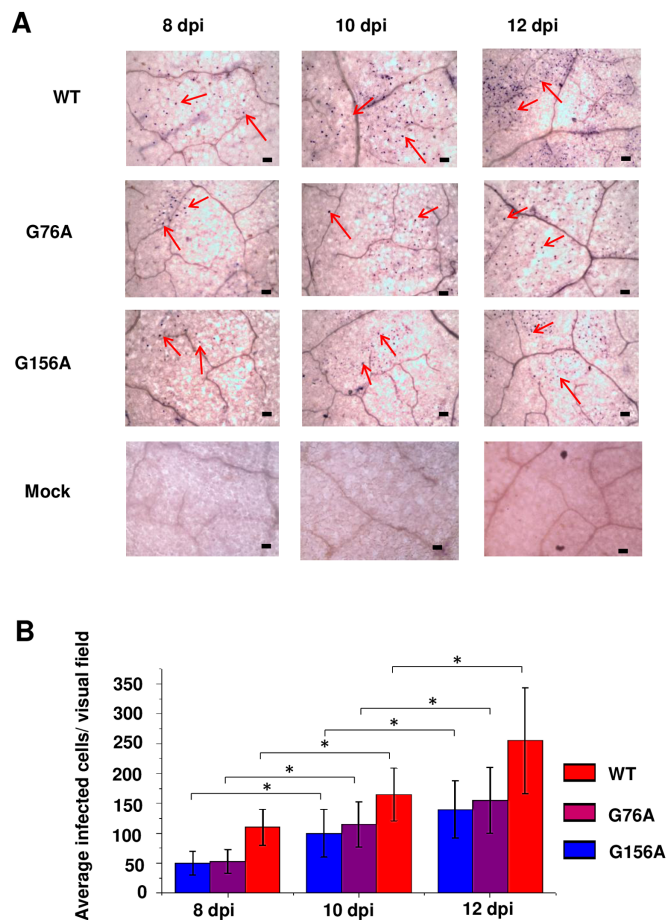 A
8 dpi 10 dpi 12 dpi
WT
G76A
G156A
Mock
B
Average infected cells/ visual field
350
300
250
200
150
100
50
0
* * *
* *
* *
8 dpi 10 dpi 12 dpi
WT
G76A
G156A